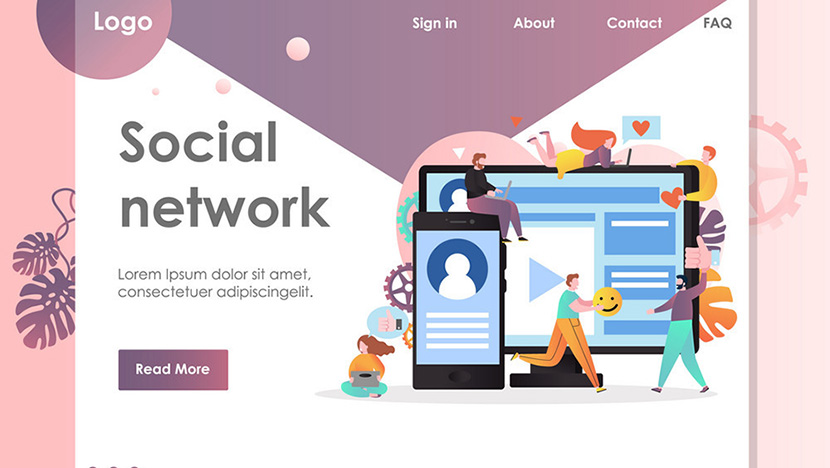 Logo
Sign in
About
Contact
FAQ
Social
network
Lorem Ipsum dolor sit amet,
consectetuer adipiscingelit.
Read More